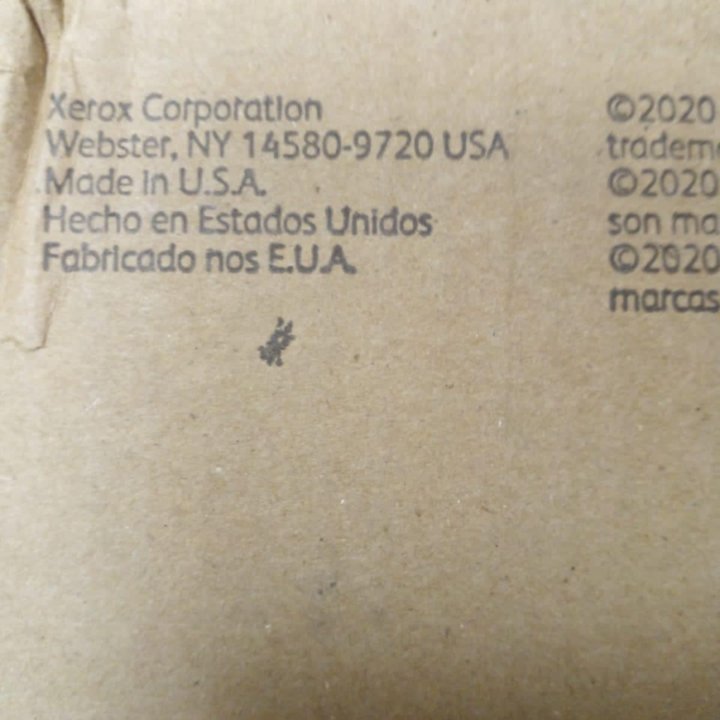 Xerox Corporation
Webster, NY 14580-9720 USA
Made in U.S.A.
Hecho en Estados Unidos
Fabricado nos E.U.A.
©2020
©2020
son
©2020
marcas